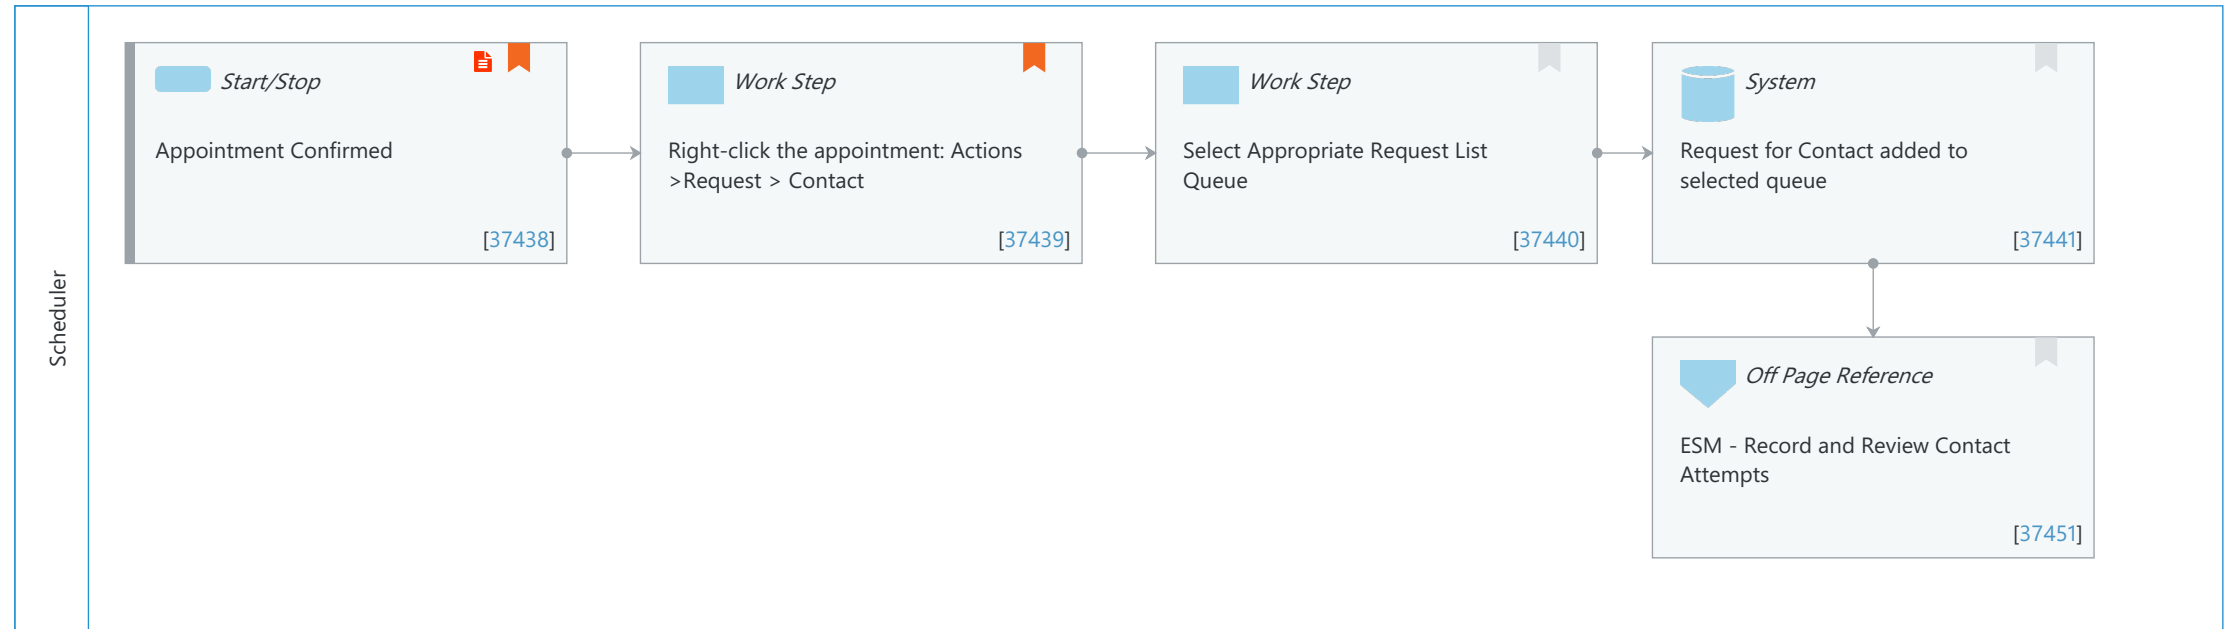 Scheduler
Start/Stop
Appointment Confirmed
[37438]
Work Step
Right-click the appointment: Actions
>Request > Contact
[37439]
Work Step
Select Appropriate Request List
Queue
[37440]
System
Request for Contact added to
selected queue
[37441]
Off Page Reference
ESM - Record and Review Contact
Attempts
[37451]